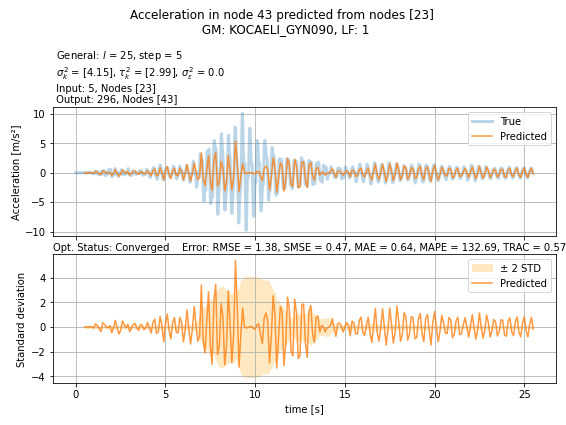 Acceleration in node 43 predicted from nodes [23]
GM: KOCAELI_GYN090, LF: 1
General: l = 25, step = 5
σ²ₖ = [4.15], τ²ₖ = [2.99], σ²ε = 0.0
Input: 5, Nodes [23]
Output: 296, Nodes [43]
Acceleration [m/s²]
10
5
0
−5
−10
True
Predicted
Opt. Status: Converged    Error: RMSE = 1.38, SMSE = 0.47, MAE = 0.64, MAPE = 132.69, TRAC = 0.57
Standard deviation
4
2
0
−2
−4
± 2 STD
Predicted
0 5 10 15 20 25
time [s]